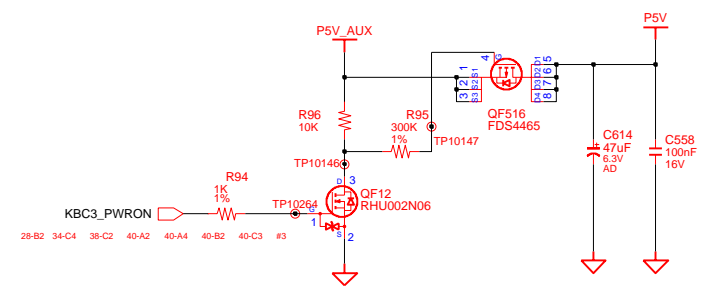 P5V_AUX
P5V
4
G
1
2
3
S1
S2
S3
D1
D2
D3
D4
5
6
7
8
QF516
FDS4465
R96
10K
R95
300K
1%
TP10147
TP10146
C614
47uF
6.3V
AD
C558
100nF
16V
R94
1K
1%
TP10264
D
3
QF12
RHU002N06
KBC3_PWRON
G
1
S
2
28-B2 34-C4 38-C2 40-A2 40-A4 40-B2 40-C3 #3